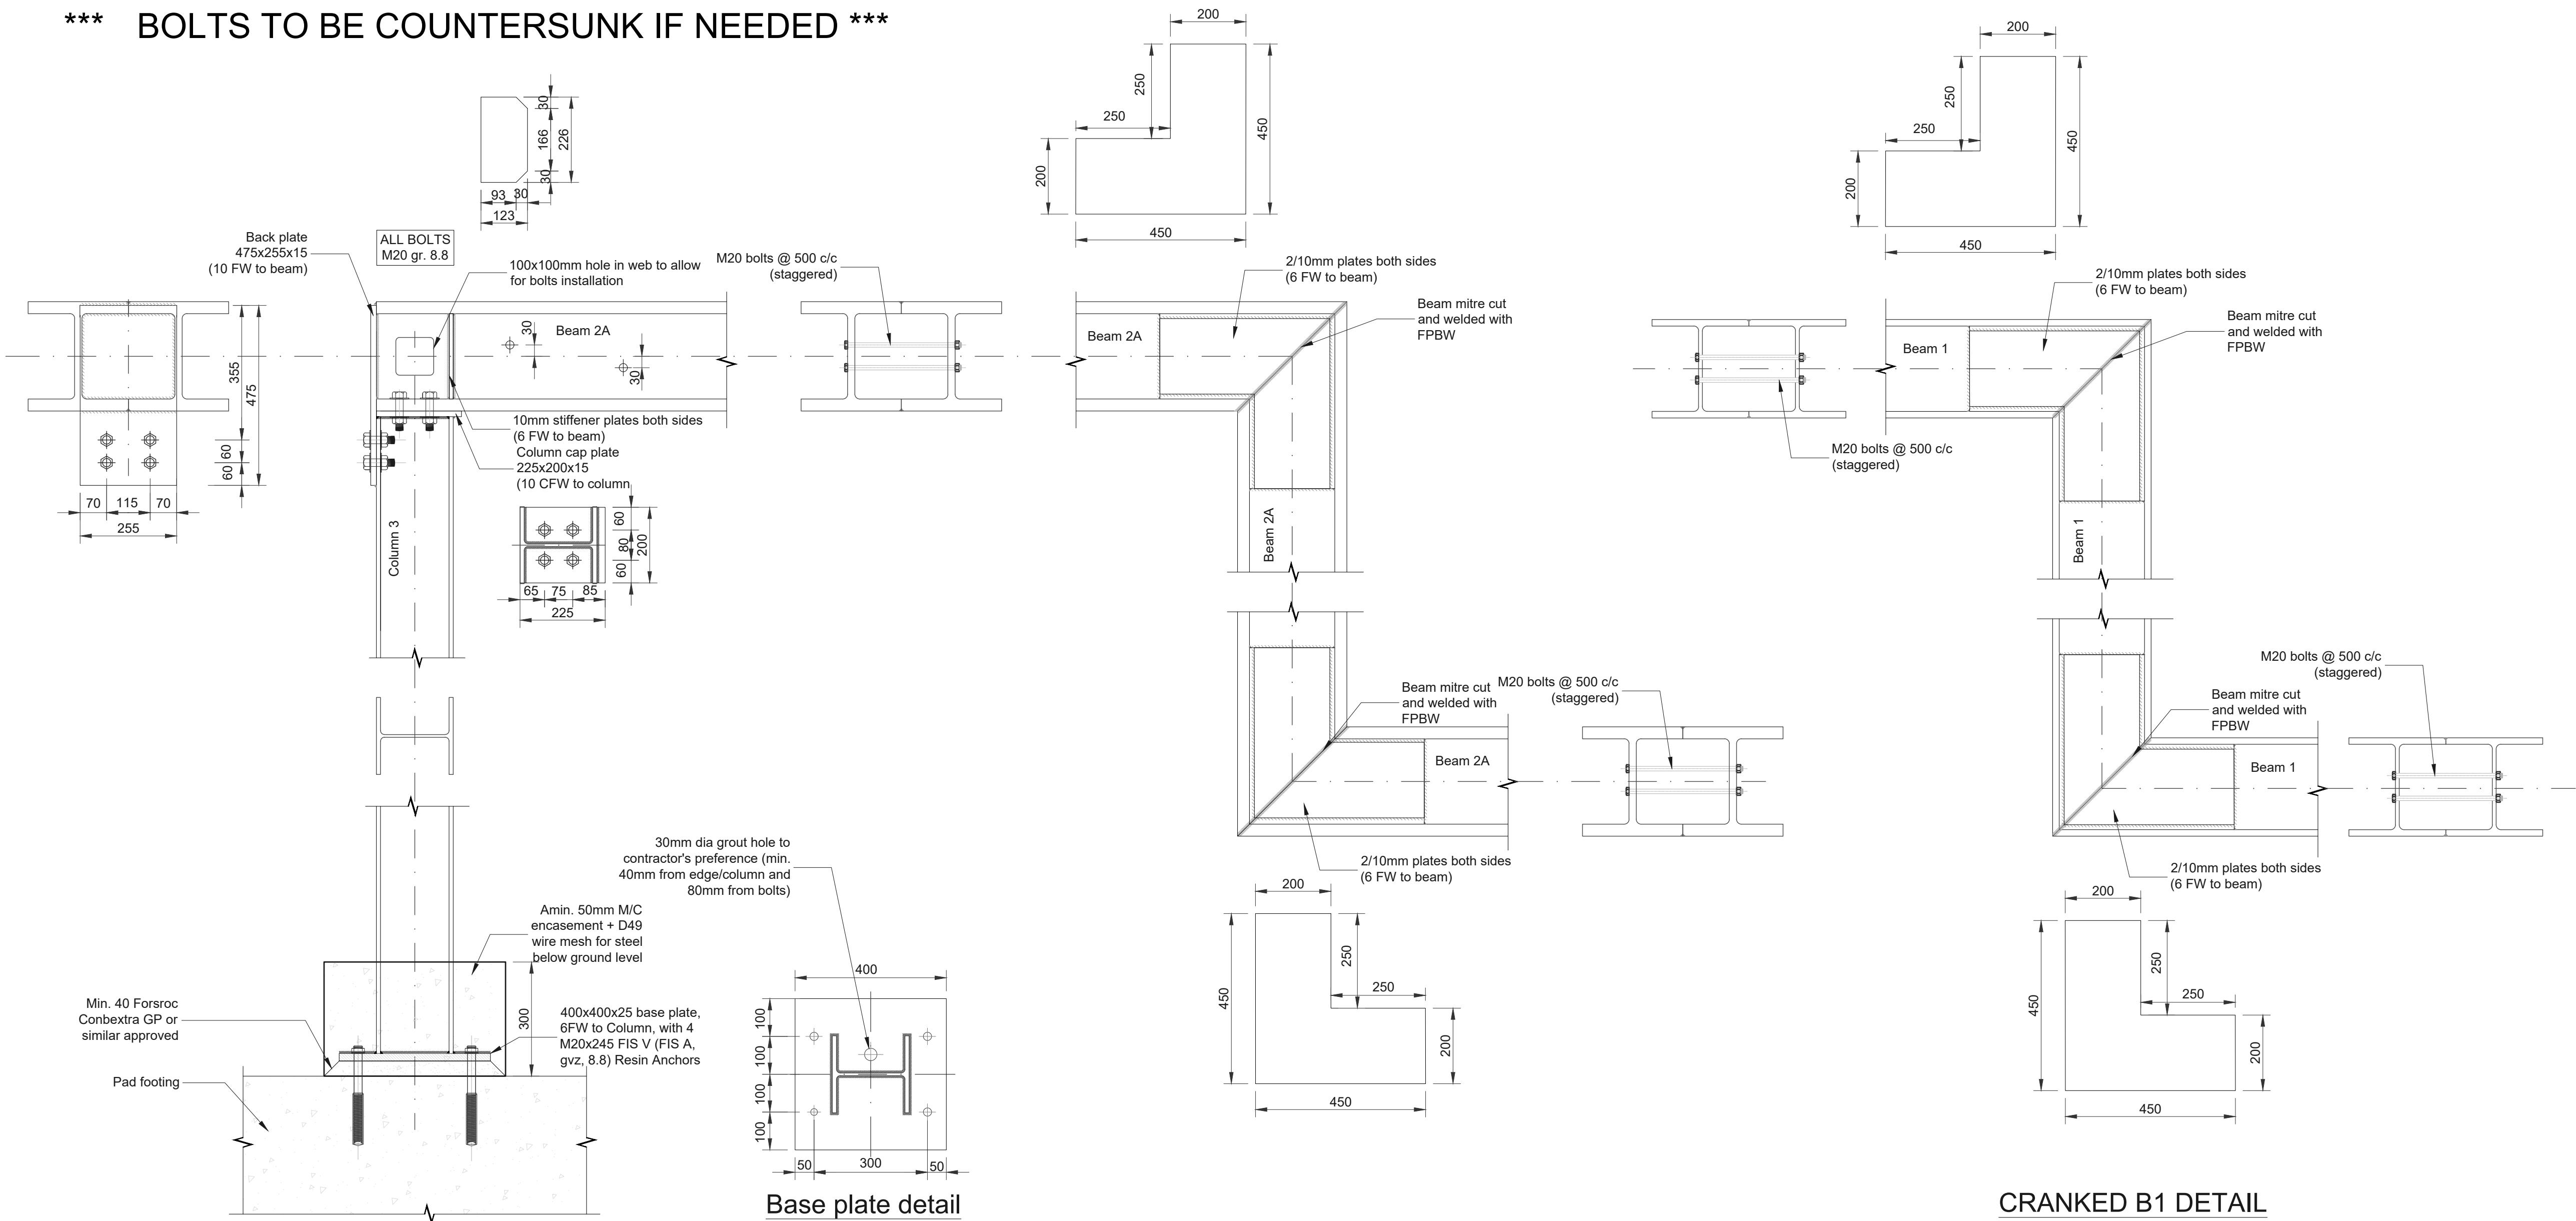 *** BOLTS TO BE COUNTERSUNK IF NEEDED ***
30
166
226
30
93
30
123
Back plate
475x255x15
(10 FW to beam)
ALL BOLTS
M20 gr. 8.8
100x100mm hole in web to allow
for bolts installation
355
475
60
60
70
115
70
255
30
Beam 2A
30
10mm stiffener plates both sides
(6 FW to beam)
Column cap plate
225x200x15
(10 CFW to column
Column 3
60
80
200
60
65
75
85
225
M20 bolts @ 500 c/c
(staggered)
200
250
250
450
200
450
2/10mm plates both sides
(6 FW to beam)
Beam mitre cut
and welded with
FPBW
Beam 2A
Beam 2A
Beam mitre cut
and welded with
FPBW
M20 bolts @ 500 c/c
(staggered)
Beam 2A
2/10mm plates both sides
(6 FW to beam)
200
250
450
250
200
450
200
250
250
450
200
450
2/10mm plates both sides
(6 FW to beam)
Beam mitre cut
and welded with
FPBW
Beam 1
M20 bolts @ 500 c/c
(staggered)
Beam 1
M20 bolts @ 500 c/c
(staggered)
Beam mitre cut
and welded with
FPBW
Beam 1
2/10mm plates both sides
(6 FW to beam)
200
250
450
250
200
450
30mm dia grout hole to
contractor's preference (min.
40mm from edge/column and
80mm from bolts)
Amin. 50mm M/C
encasement + D49
wire mesh for steel
below ground level
300
Min. 40 Forsroc
Conbextra GP or
similar approved
400x400x25 base plate,
6FW to Column, with 4
M20x245 FIS V (FIS A,
gvz, 8.8) Resin Anchors
Pad footing
400
100
100
100
100
50
300
50
Base plate detail
CRANKED B1 DETAIL